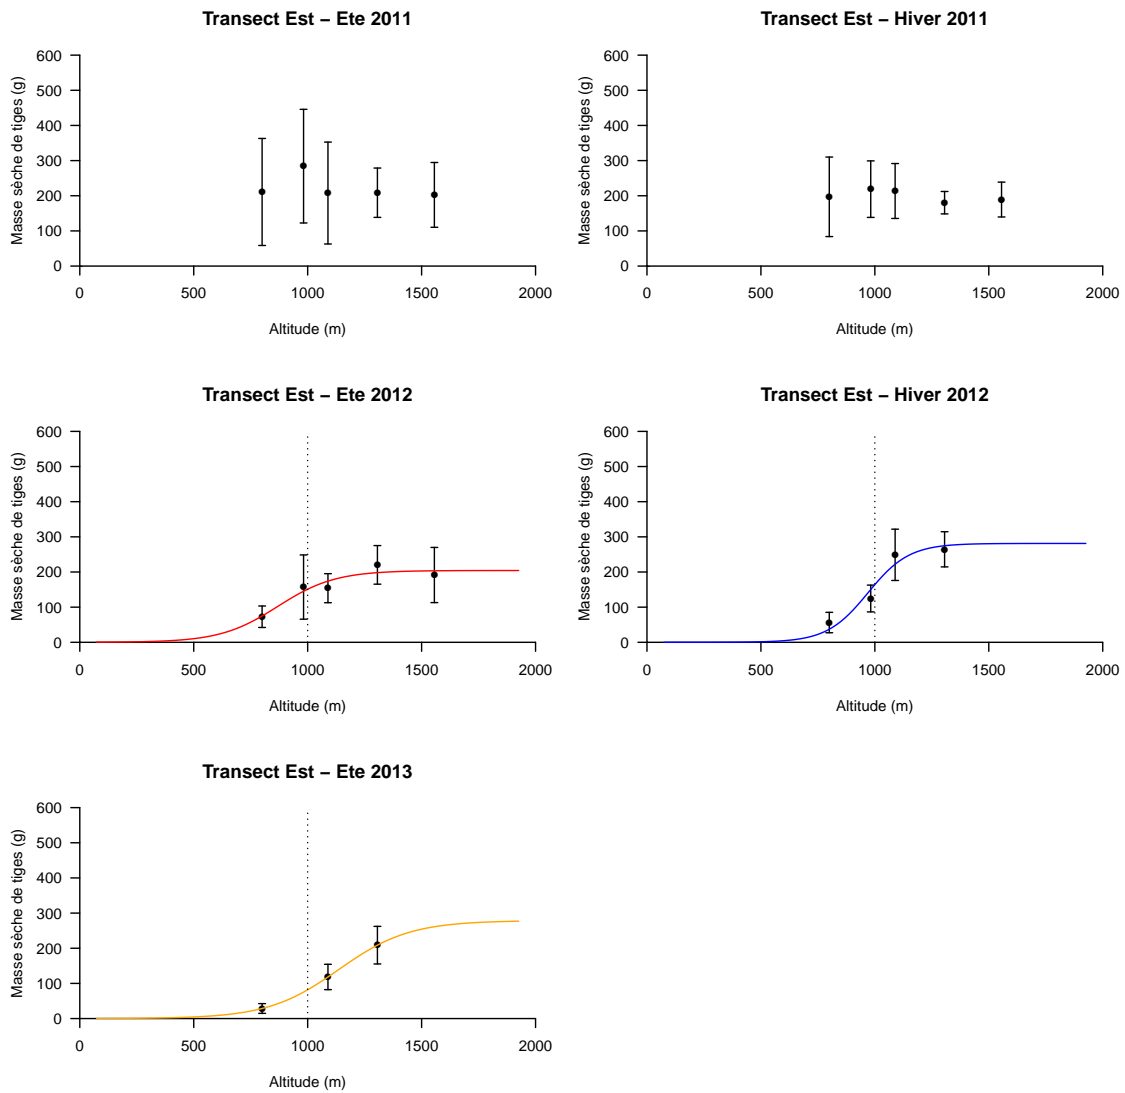 Transect Est − Ete 2011
Masse sèche de tiges (g)
600
500
400
300
200
100
0
0 500 1000 1500 2000
Altitude (m)
Transect Est − Hiver 2011
Masse sèche de tiges (g)
600
500
400
300
200
100
0
0 500 1000 1500 2000
Altitude (m)
Transect Est − Ete 2012
Masse sèche de tiges (g)
600
500
400
300
200
100
0
0 500 1000 1500 2000
Altitude (m)
Transect Est − Hiver 2012
Masse sèche de tiges (g)
600
500
400
300
200
100
0
0 500 1000 1500 2000
Altitude (m)
Transect Est − Ete 2013
Masse sèche de tiges (g)
600
500
400
300
200
100
0
0 500 1000 1500 2000
Altitude (m)